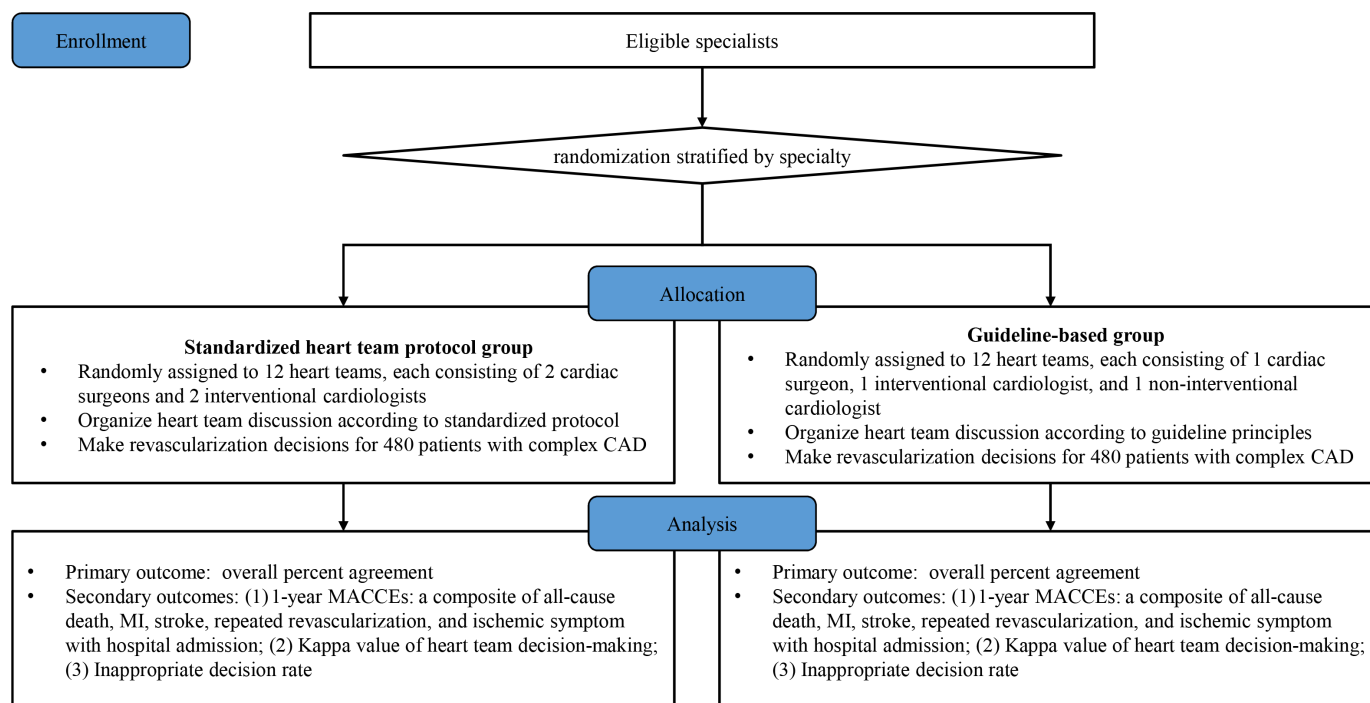 Enrollment
Eligible specialists
randomization stratified by specialty
Allocation
Standardized heart team protocol group
• Randomly assigned to 12 heart teams, each consisting of 2 cardiac
surgeons and 2 interventional cardiologists
• Organize heart team discussion according to standardized protocol
• Make revascularization decisions for 480 patients with complex CAD
Guideline-based group
• Randomly assigned to 12 heart teams, each consisting of 1 cardiac
surgeon, 1 interventional cardiologist, and 1 non-interventional
cardiologist
• Organize heart team discussion according to guideline principles
• Make revascularization decisions for 480 patients with complex CAD
Analysis
• Primary outcome: overall percent agreement
• Secondary outcomes: (1) 1-year MACCEs: a composite of all-cause
death, MI, stroke, repeated revascularization, and ischemic symptom
with hospital admission; (2) Kappa value of heart team decision-making;
(3) Inappropriate decision rate
• Primary outcome: overall percent agreement
• Secondary outcomes: (1) 1-year MACCEs: a composite of all-cause
death, MI, stroke, repeated revascularization, and ischemic symptom
with hospital admission; (2) Kappa value of heart team decision-making;
(3) Inappropriate decision rate